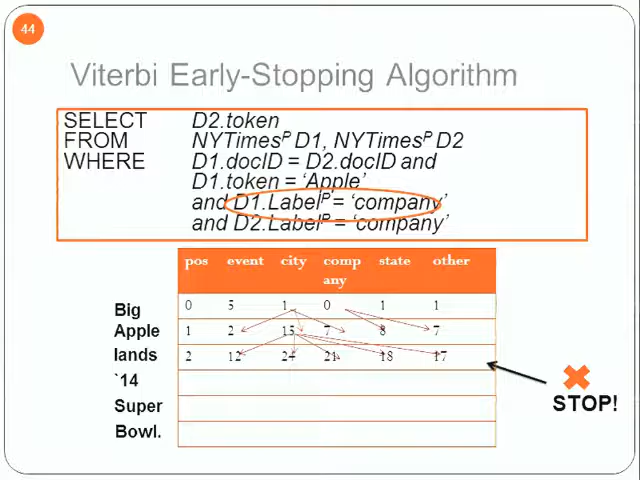 44
Viterbi Early-Stopping Algorithm
SELECT D2.token
FROM NYTimesᴾ D1, NYTimesᴾ D2
WHERE D1.docID = D2.docID and
D1.token = ‘Apple’
and D1.Labelᴾ = ‘company’
and D2.Labelᴾ = ‘company’
pos event city comp any state other
Big 0 5 1 0 1 1
Apple 1 2 15 7 8 7
lands 2 12 24 21 18 17
`14
Super
Bowl.
STOP!